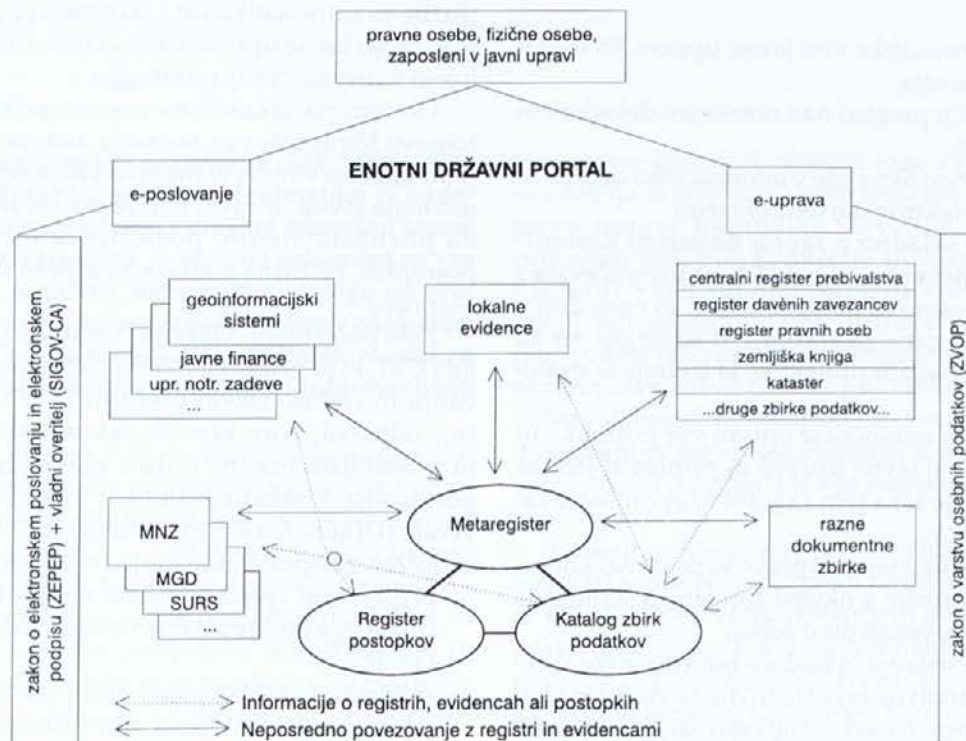 pravne osebe, fizične osebe,
zaposleni v javni upravi
ENOTNI DRŽAVNI PORTAL
e-poslovanje
e-uprava
zakon o elektronskem poslovanju in elektronskem
podpisu (ZEPEP) in vladni overitelj (SIGOV-CA)
geoinformacijski
sistemi
javne finance
upr. notr. zadeve
...
lokalne
evidence
centralni register prebivalstva
register davènih zavezancev
register pravnih oseb
zemljiška knjiga
kataster
...druge zbirke podatkov...
zakon o varstvu osebnih podatkov (ZVOP)
MNZ
MGD
SURS
...
Metaregister
razne
dokumentne
zbirke
Register
postopkov
Katalog zbirk
podatkov
Informacije o registrih, evidencah ali postopkih
Neposredno povezovanje z registri in evidencami